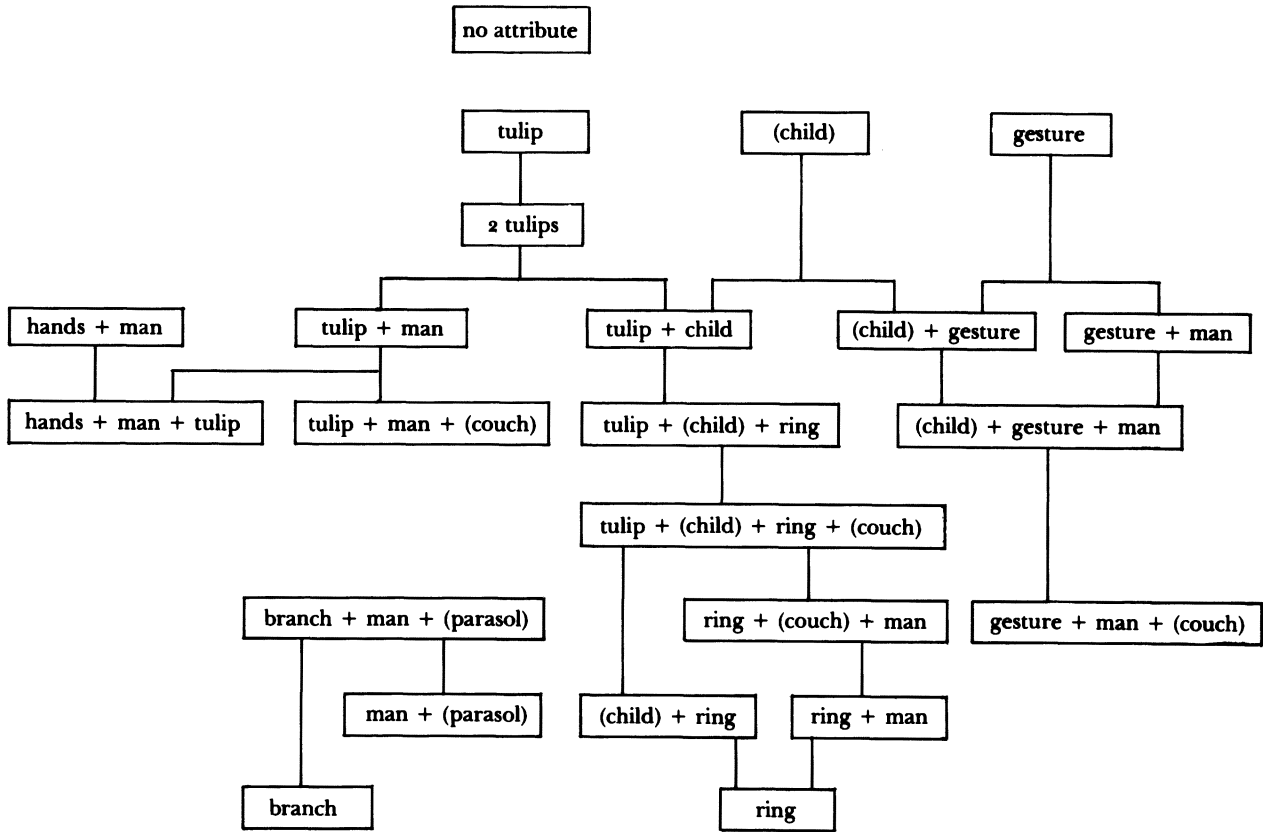 no attribute
tulip
(child)
gesture
2 tulips
hands + man
tulip + man
tulip + child
(child) + gesture
gesture + man
hands + man + tulip
tulip + man + (couch)
tulip + (child) + ring
(child) + gesture + man
tulip + (child) + ring + (couch)
branch + man + (parasol)
ring + (couch) + man
gesture + man + (couch)
man + (parasol)
(child) + ring
ring + man
branch
ring